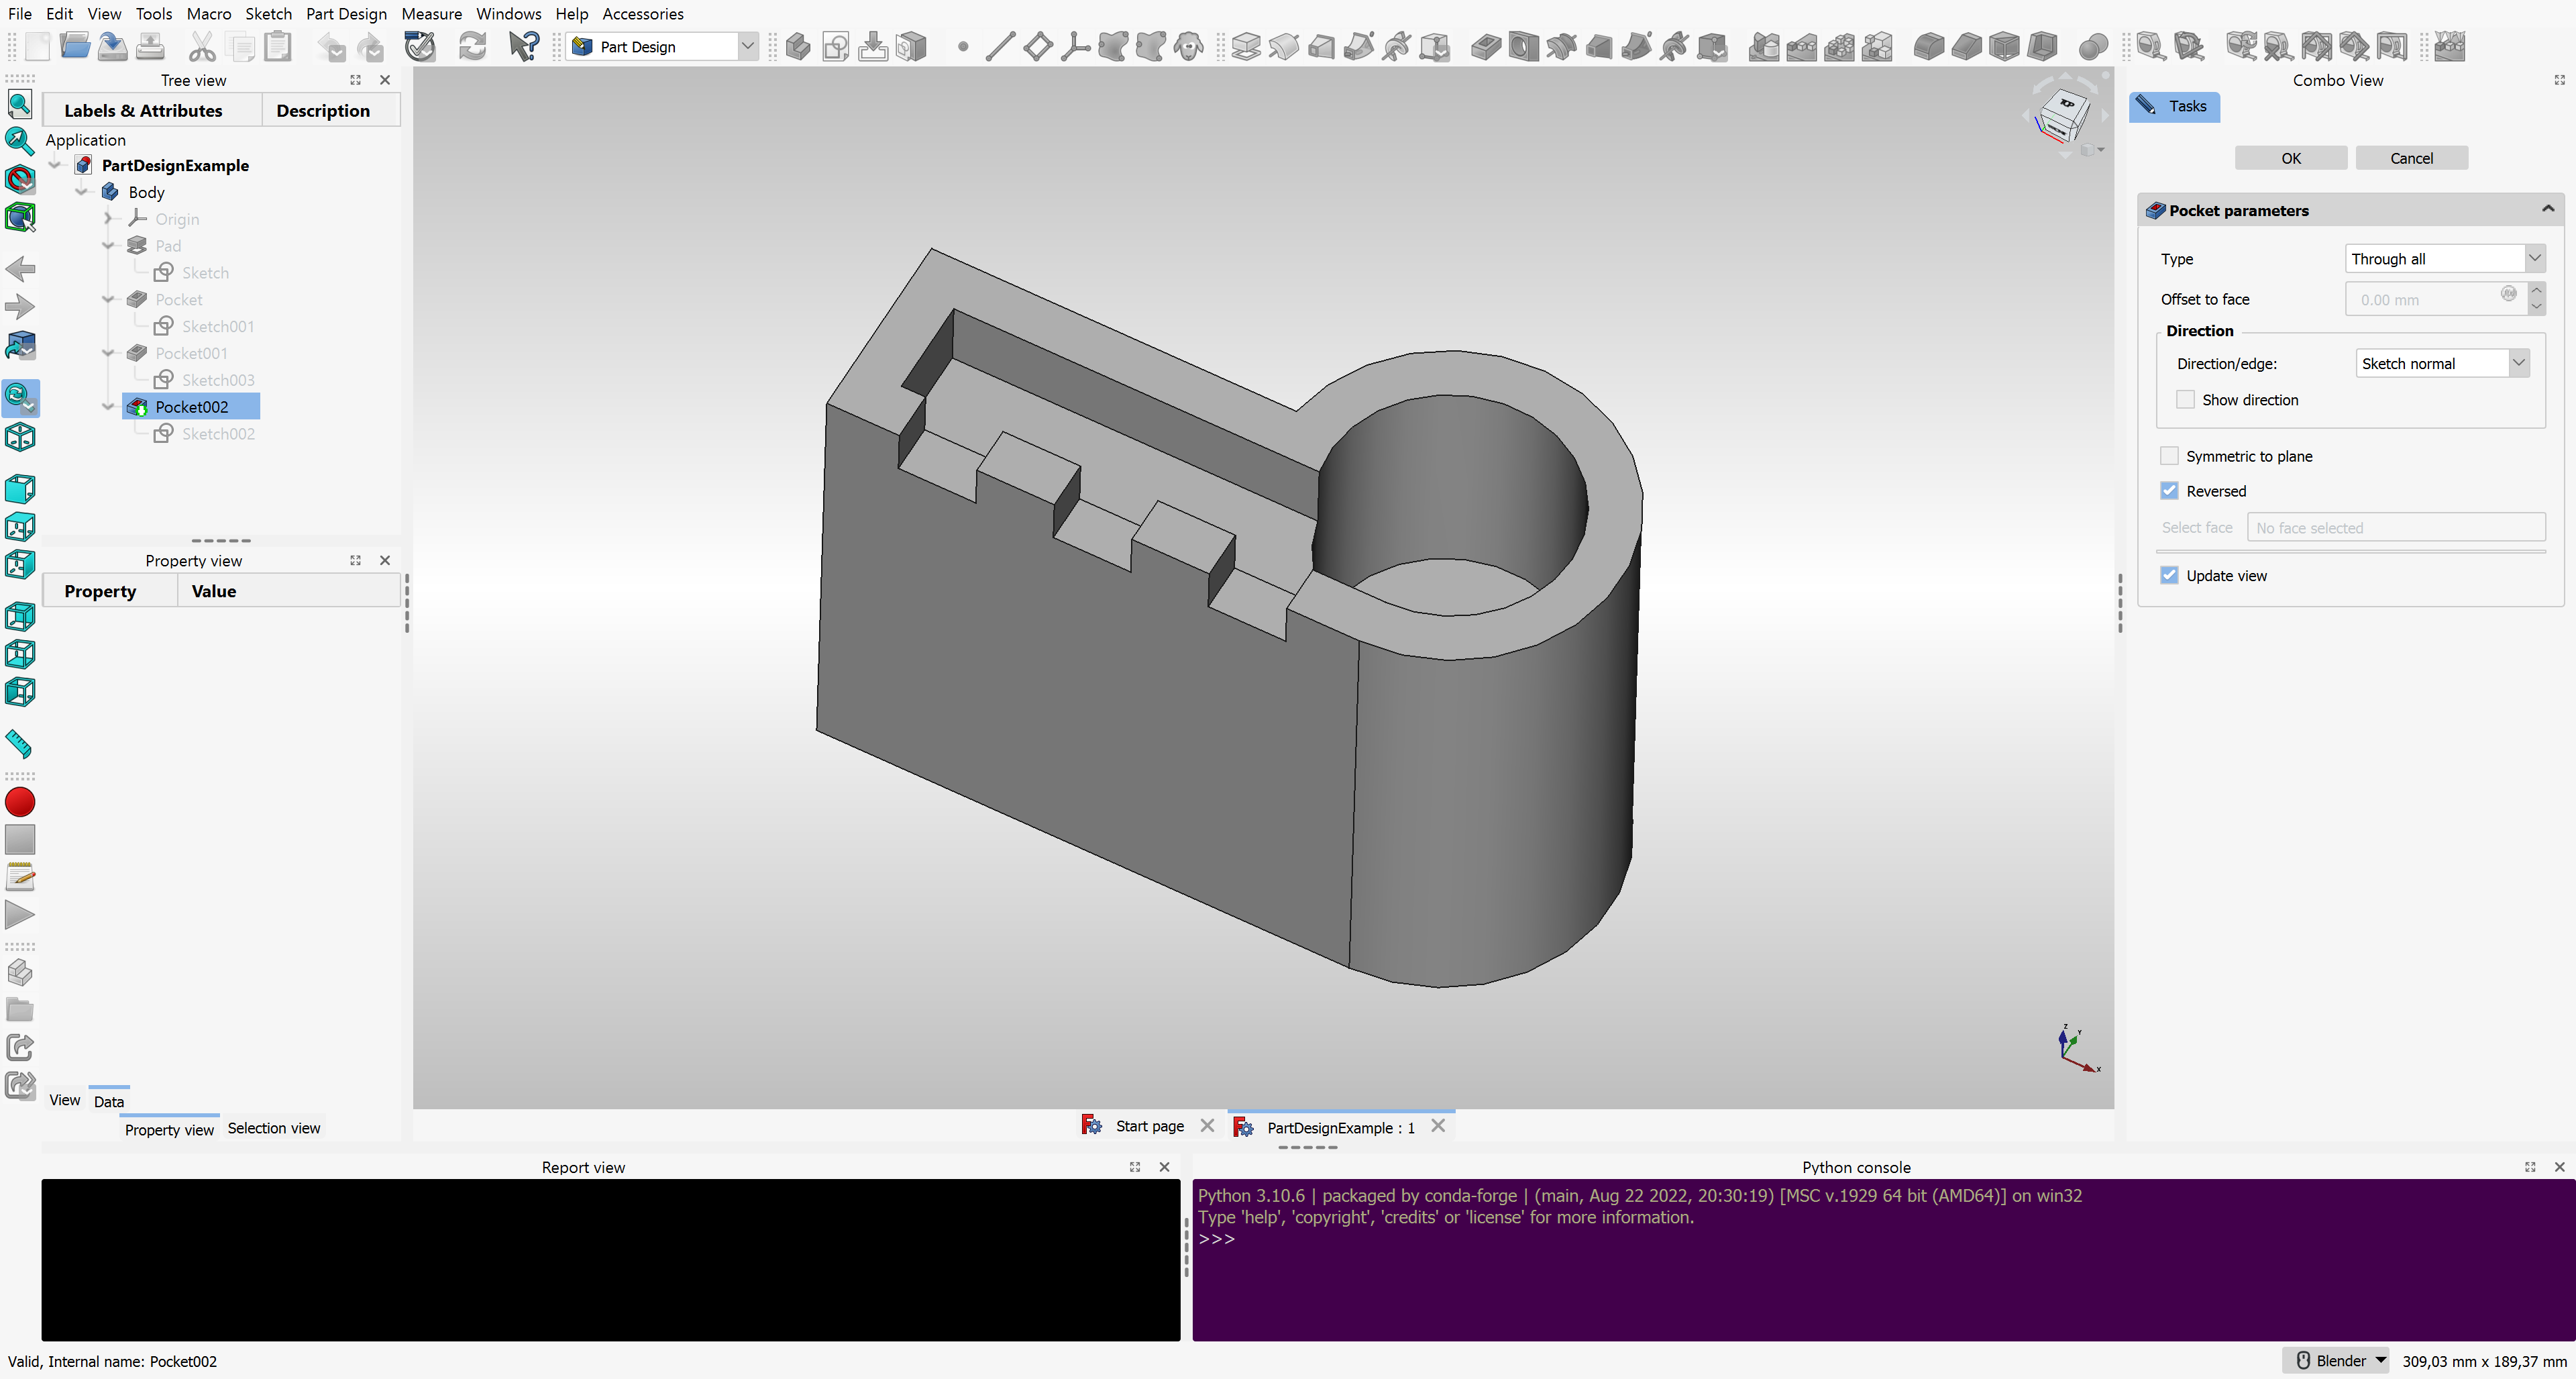 File Edit View Tools Macro Sketch Part Design Measure Windows Help Accessories
Part Design
Tree view
Labels & Attributes Description
Application
PartDesignExample
Body
Origin
Pad
Sketch
Pocket
Sketch001
Pocket001
Sketch003
Pocket002
Sketch002
Property view
Property Value
View Data
Property view Selection view
TOP
Z
Y
X
Start page
PartDesignExample : 1
Combo View
Tasks
OK Cancel
Pocket parameters
Type Through all
Offset to face 0.00 mm
Direction
Direction/edge: Sketch normal
Show direction
Symmetric to plane
Reversed
Select face No face selected
Update view
Report view
Python console
Python 3.10.6 | packaged by conda-forge | (main, Aug 22 2022, 20:30:19) [MSC v.1929 64 bit (AMD64)] on win32
Type 'help', 'copyright', 'credits' or 'license' for more information.
>>>
Valid, Internal name: Pocket002
Blender 309,03 mm x 189,37 mm